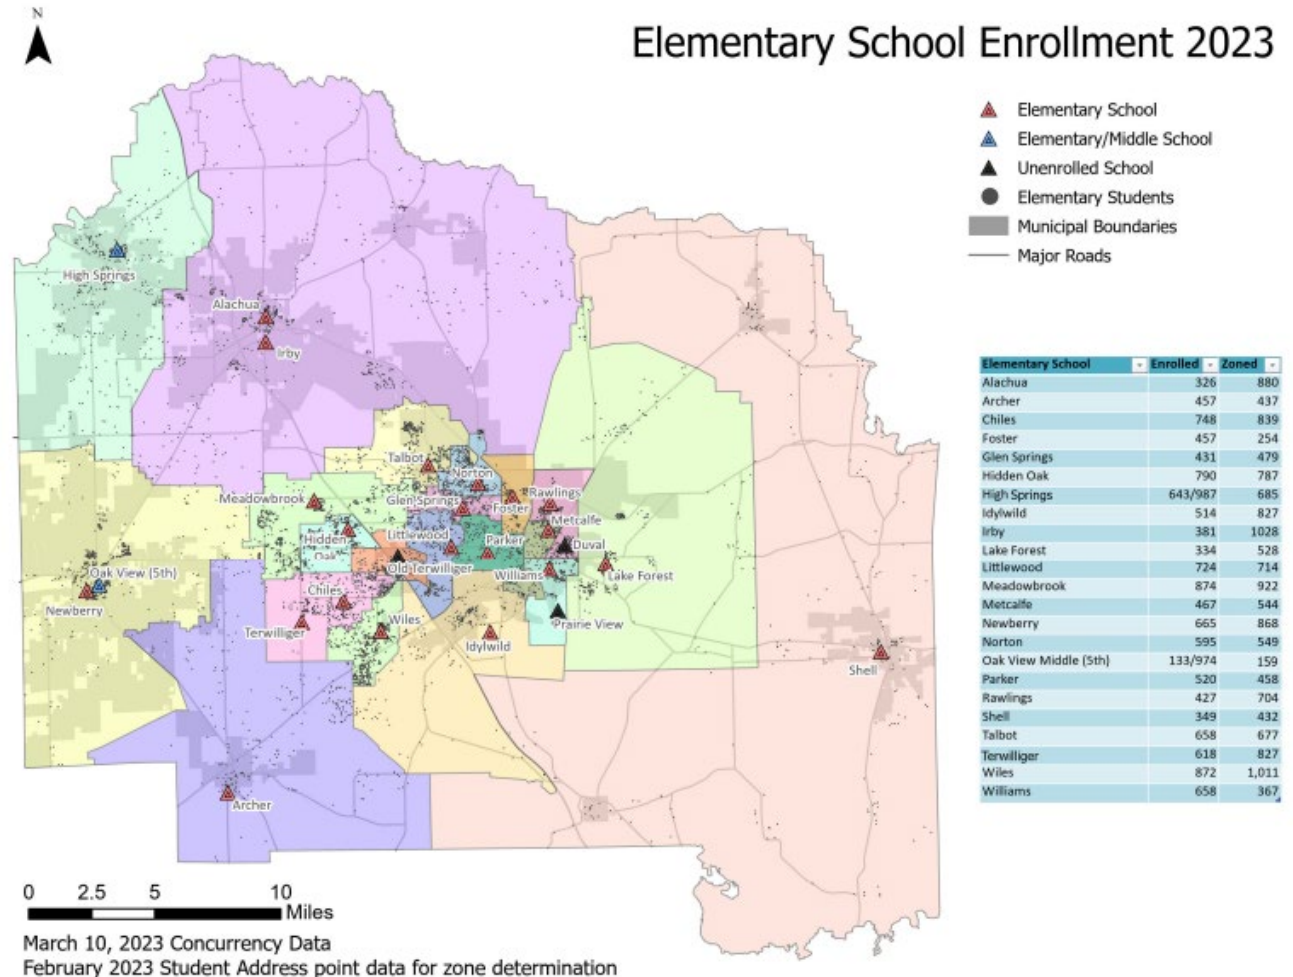 N
Elementary School Enrollment 2023
Elementary School
Elementary/Middle School
Unenrolled School
Elementary Students
Municipal Boundaries
Major Roads
High Springs
Alachua
Irby
Talbot
Norton
Meadowbrook
Glen Springs
Rawlings
Foster
Metcalfe
Hidden
Oak
Littlewood
Parker
Duval
Oak View (5th)
Old Terwilliger
Williams
Lake Forest
Newberry
Chiles
Wiles
Prairie View
Terwilliger
Idylwild
Shell
Archer
Elementary School Enrolled Zoned
Alachua 326 880
Archer 457 437
Chiles 748 839
Foster 457 254
Glen Springs 431 479
Hidden Oak 790 787
High Springs 643/987 685
Idylwild 514 827
Irby 381 1028
Lake Forest 334 528
Littlewood 724 714
Meadowbrook 874 922
Metcalfe 467 544
Newberry 665 868
Norton 595 549
Oak View Middle (5th) 133/974 159
Parker 520 458
Rawlings 427 704
Shell 349 432
Talbot 658 677
Terwilliger 618 827
Wiles 872 1,011
Williams 658 367
0 2.5 5 10
Miles
March 10, 2023 Concurrency Data
February 2023 Student Address point data for zone determination